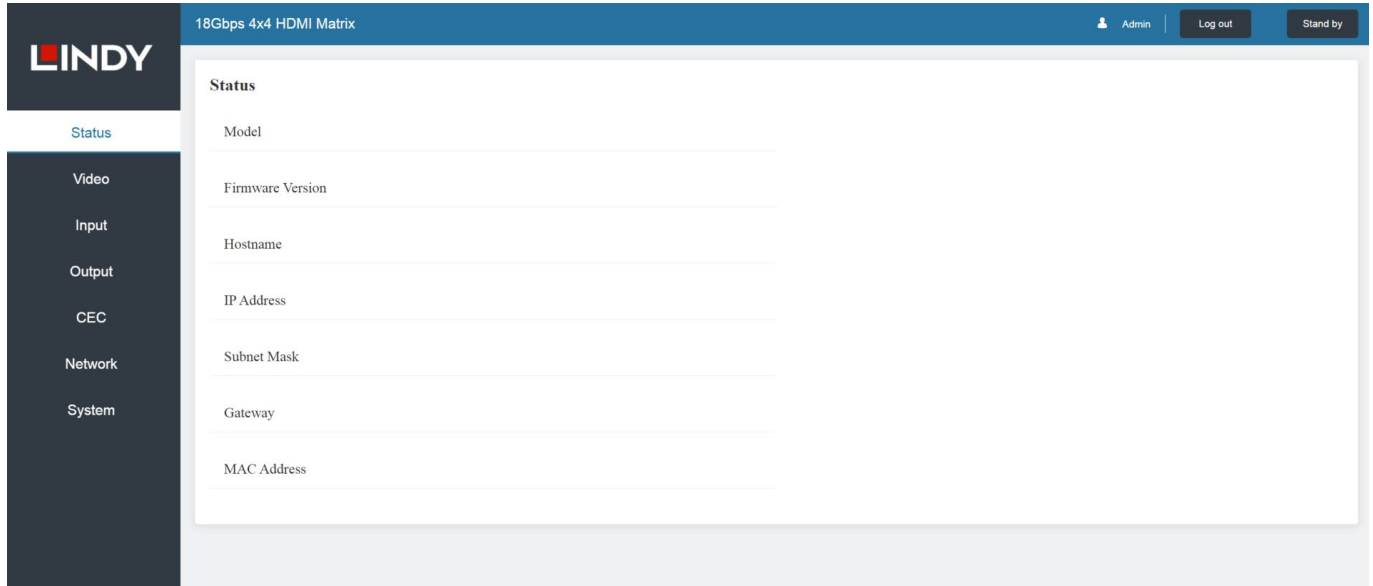 LINDY
18Gbps 4x4 HDMI Matrix
Admin
Log out
Stand by
Status
Video
Input
Output
CEC
Network
System
Status
Model
Firmware Version
Hostname
IP Address
Subnet Mask
Gateway
MAC Address